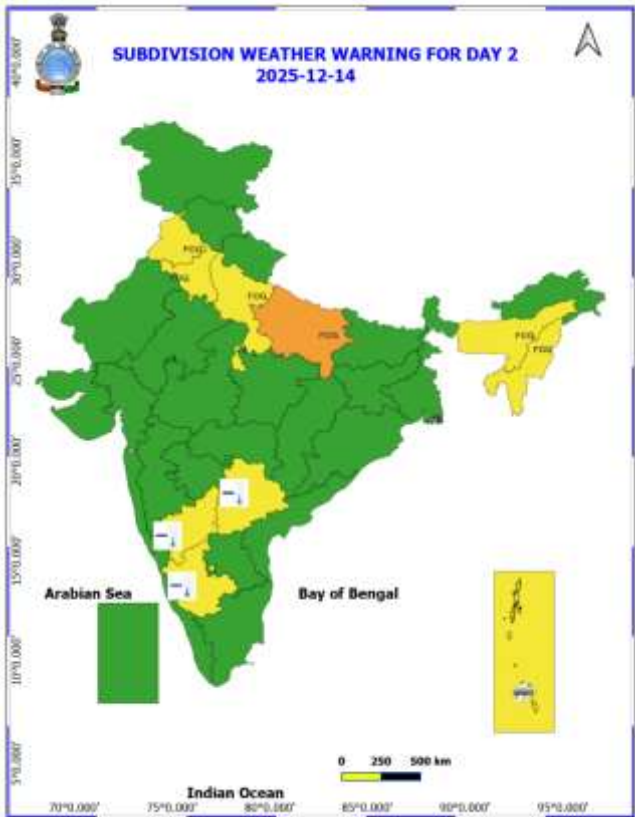 SUBDIVISION WEATHER WARNING FOR DAY 2
2025-12-14
40°0.000'
35°0.000'
30°0.000'
25°0.000'
20°0.000'
15°0.000'
10°0.000'
5°0.000'
FOG
FOG
FOG
FOG
FOG
FOG
Arabian Sea
Bay of Bengal
0 250 500 km
Indian Ocean
70°0.000' 75°0.000' 80°0.000' 85°0.000' 90°0.000' 95°0.000'